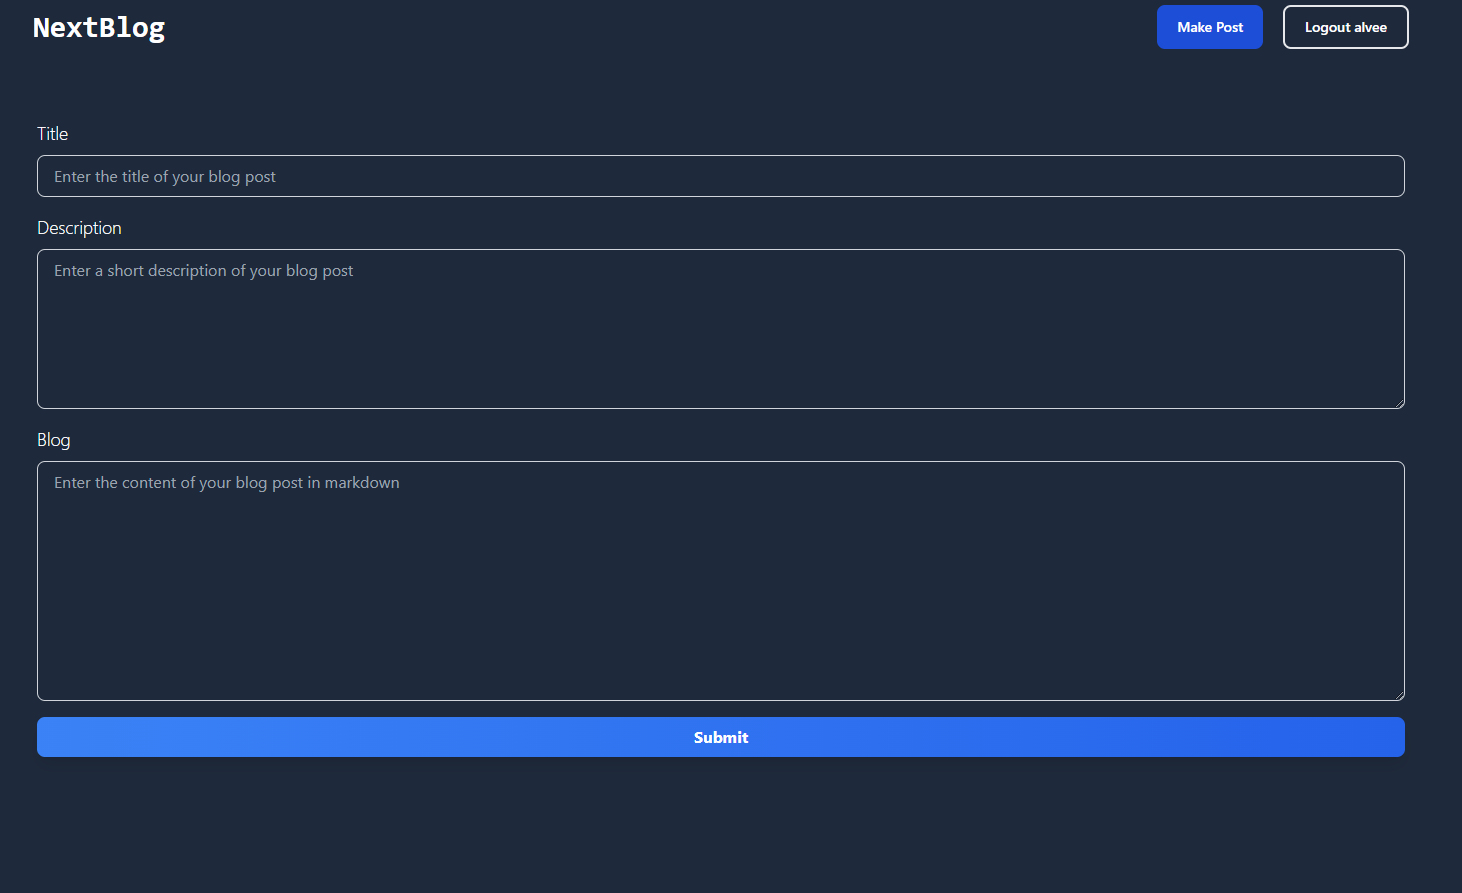 NextBlog
Make Post
Logout alvee
Title
Enter the title of your blog post
Description
Enter a short description of your blog post
Blog
Enter the content of your blog post in markdown
Submit